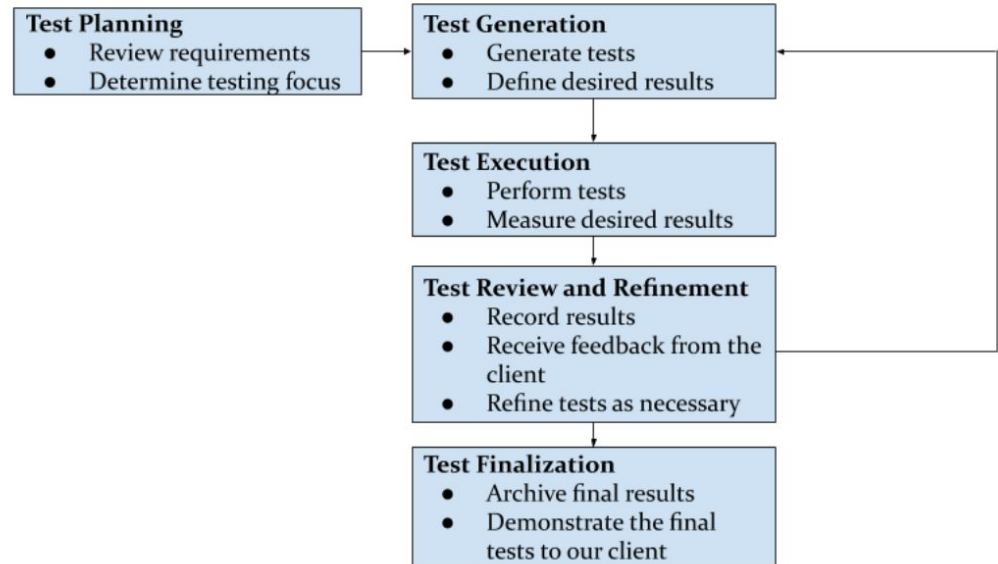 Test Planning
● Review requirements
● Determine testing focus
Test Generation
● Generate tests
● Define desired results
Test Execution
● Perform tests
● Measure desired results
Test Review and Refinement
● Record results
● Receive feedback from the
client
● Refine tests as necessary
Test Finalization
● Archive final results
● Demonstrate the final
tests to our client